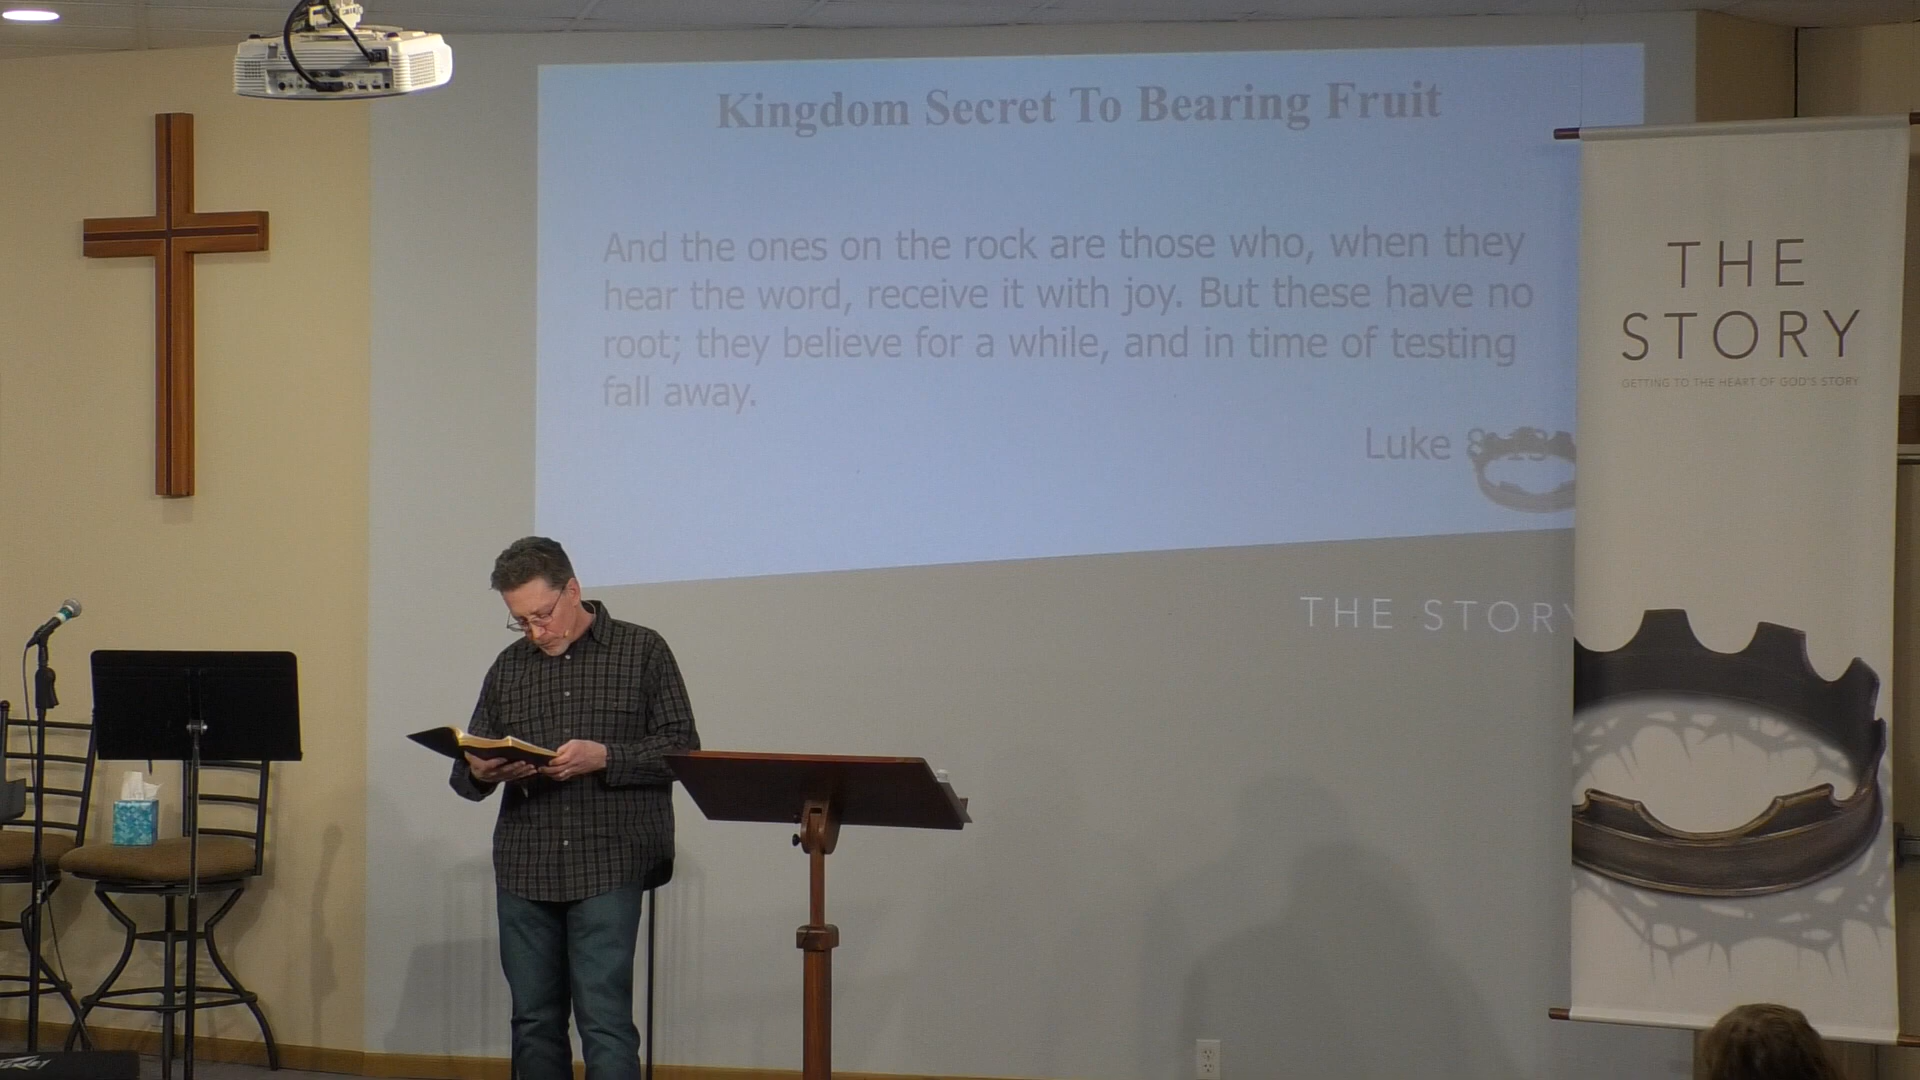 Kingdom Secret To Bearing Fruit
And the ones on the rock are those who, when they
hear the word, receive it with joy. But these have no
root; they believe for a while, and in time of testing
fall away.
Luke 8:13
THE STORY
THE
STORY
GETTING TO THE HEART OF GOD'S STORY